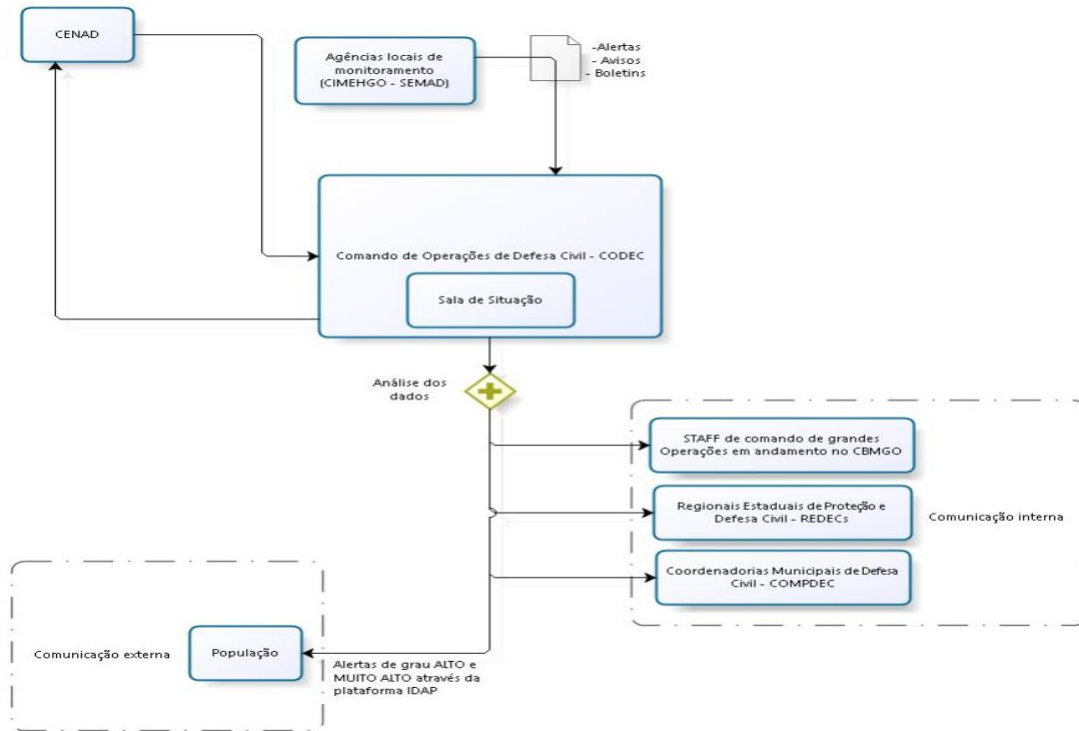 CENAD
Agências locais de
monitoramento
(CIMEHGO - SEMAD)
-Alertas
- Avisos
- Boletins
Comando de Operações de Defesa Civil - CODEC
Sala de Situação
Análise dos
dados
STAFF de comando de grandes
Operações em andamento no CBMGO
Regionais Estaduais de Proteção e
Defesa Civil - REDECs
Comunicação interna
Coordenadorias Municipais de Defesa
Civil - COMPDEC
Comunicação externa
População
Alertas de grau ALTO e
MUITO ALTO através da
plataforma IDAP